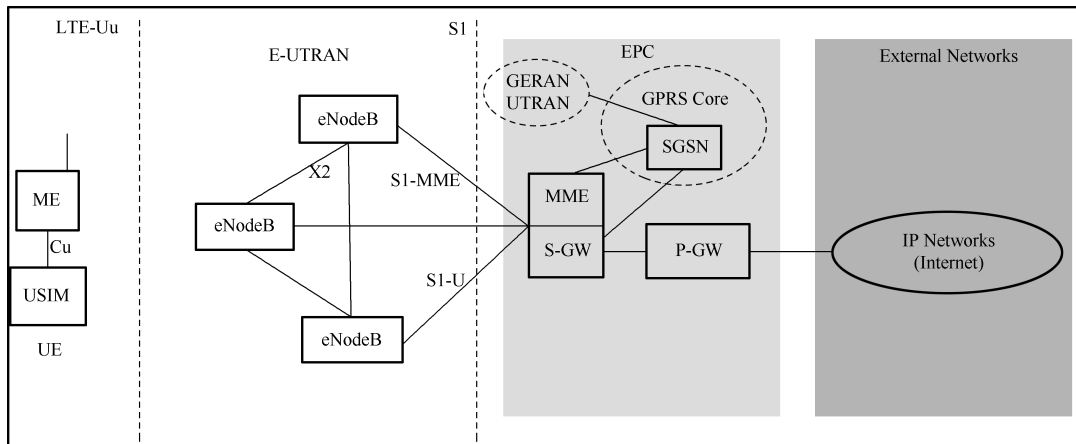 LTE-Uu
S1
E-UTRAN
EPC
External Networks
GERAN
UTRAN
GPRS Core
eNodeB
SGSN
X2
S1-MME
ME
MME
eNodeB
Cu
S-GW
P-GW
IP Networks
(Internet)
S1-U
USIM
eNodeB
UE